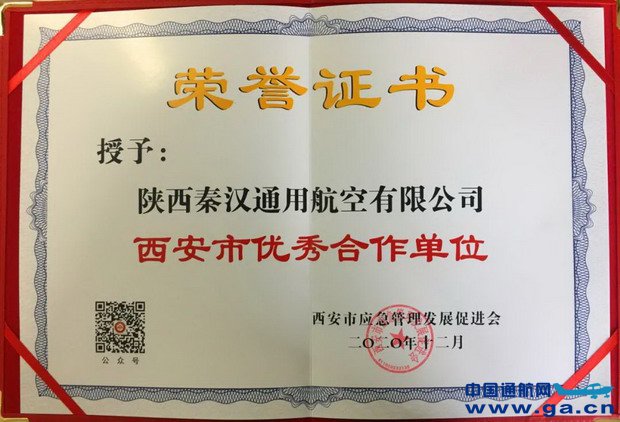 荣誉证书
授予：
陕西秦汉通用航空有限公司
西安市优秀合作单位
西安市应急管理发展促进会
二〇二〇年十二月
公众号
中国通航网
www.ga.cn